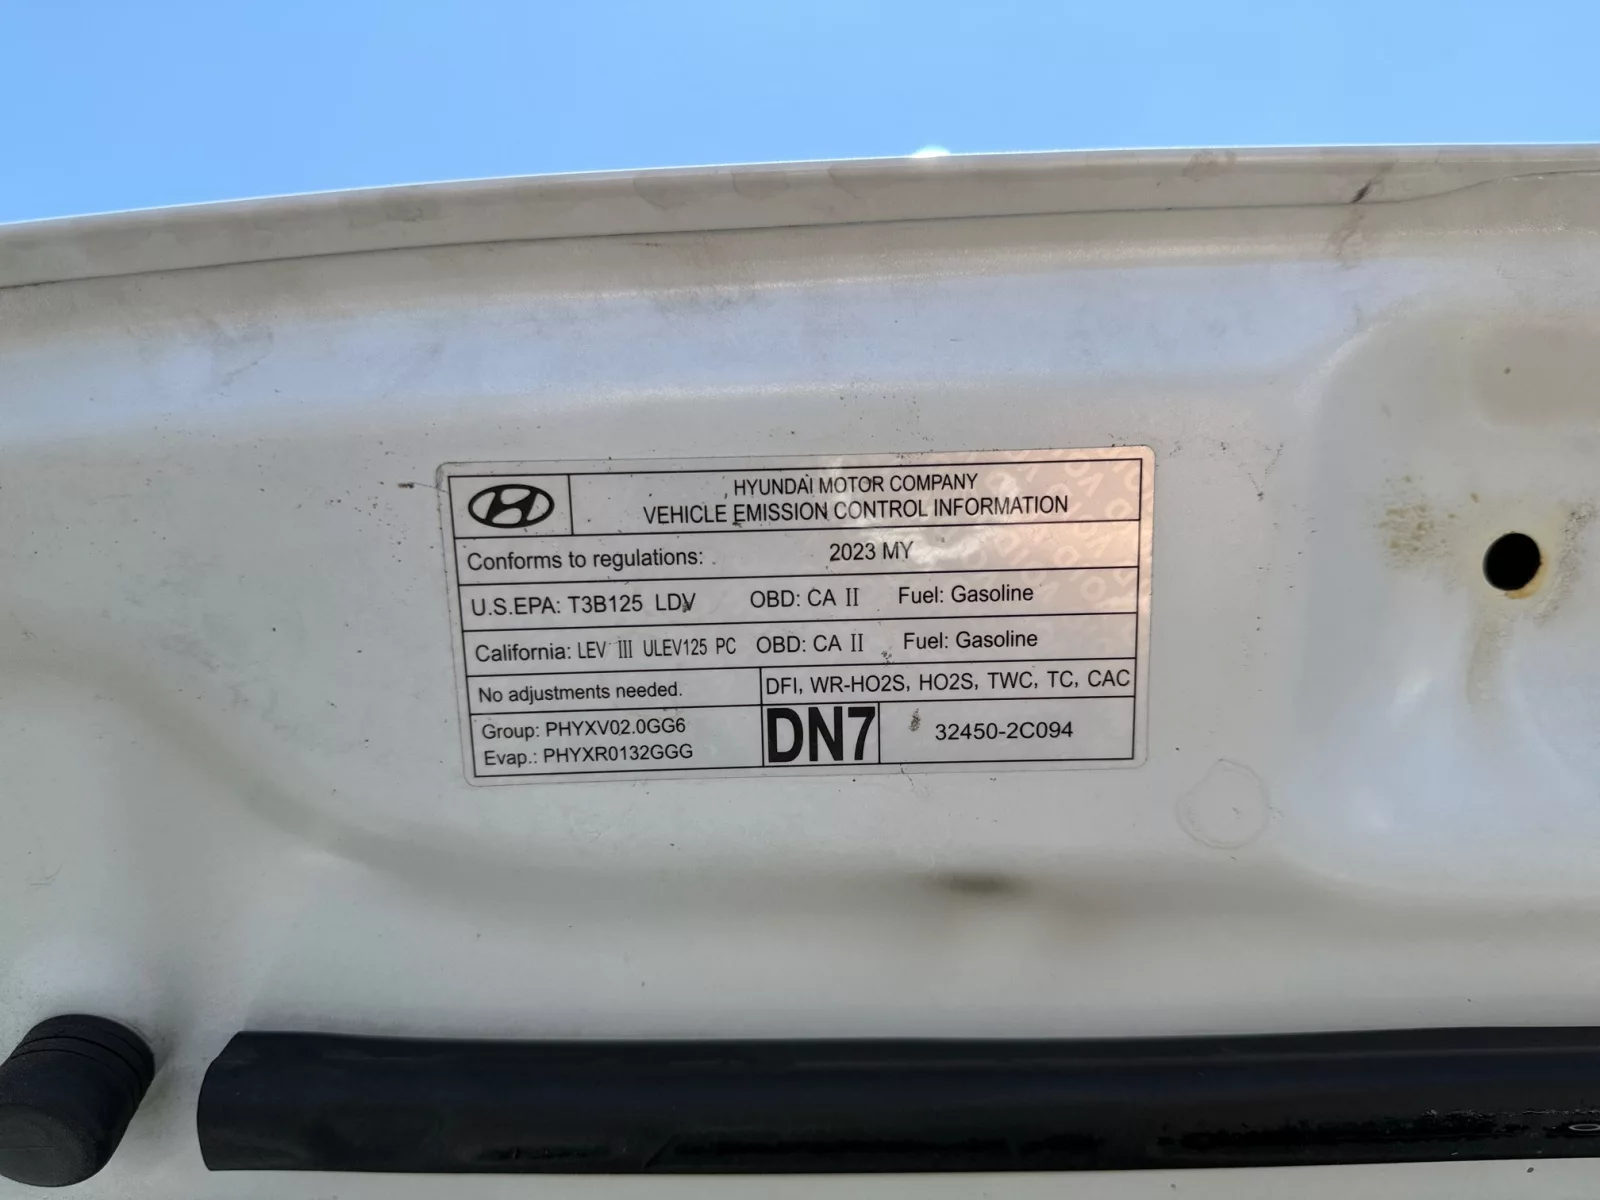 HYUNDAI MOTOR COMPANY
VEHICLE EMISSION CONTROL INFORMATION
Conforms to regulations: 2023 MY
U.S.EPA: T3B125 LDV OBD: CA II Fuel: Gasoline
California: LEV III ULEV125 PC OBD: CA II Fuel: Gasoline
No adjustments needed. DFI, WR-HO2S, HO2S, TWC, TC, CAC
Group: PHYXV02.0GG6
Evap.: PHYXR0132GGG
DN7 32450-2C094